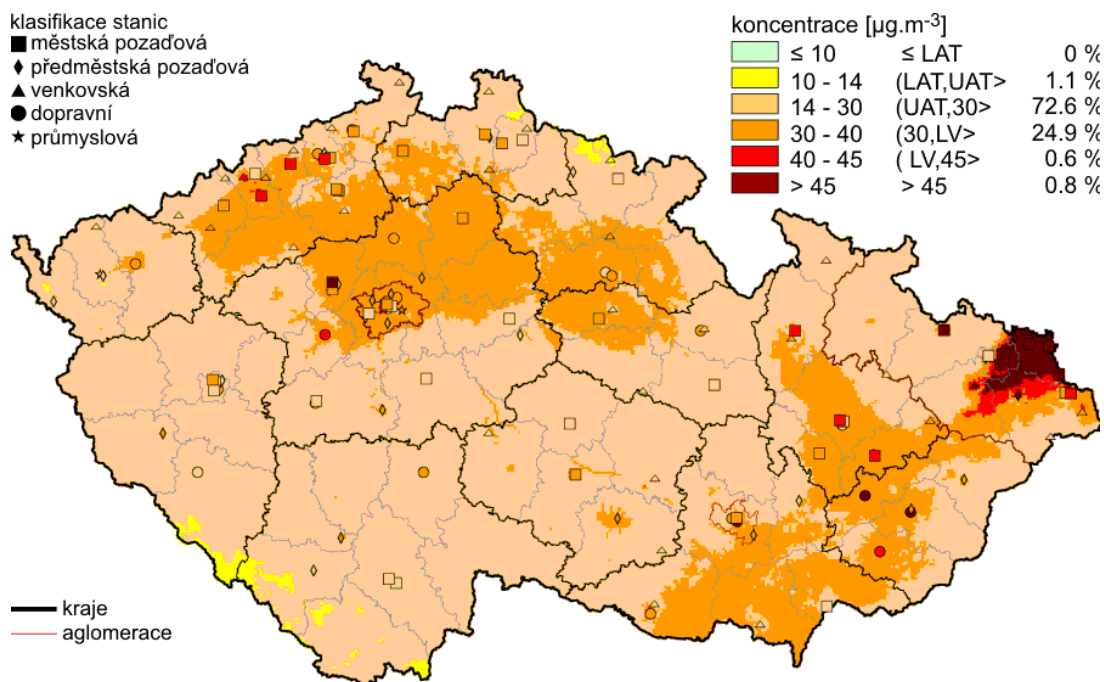 klasifikace stanic
městská pozaďová
předměstská pozaďová
venkovská
dopravní
průmyslová
koncentrace [µg.m-3]
≤ 10 ≤ LAT 0 %
10 - 14 (LAT,UAT> 1.1 %
14 - 30 (UAT,30> 72.6 %
30 - 40 (30,LV> 24.9 %
40 - 45 ( LV,45> 0.6 %
> 45 > 45 0.8 %
kraje
aglomerace